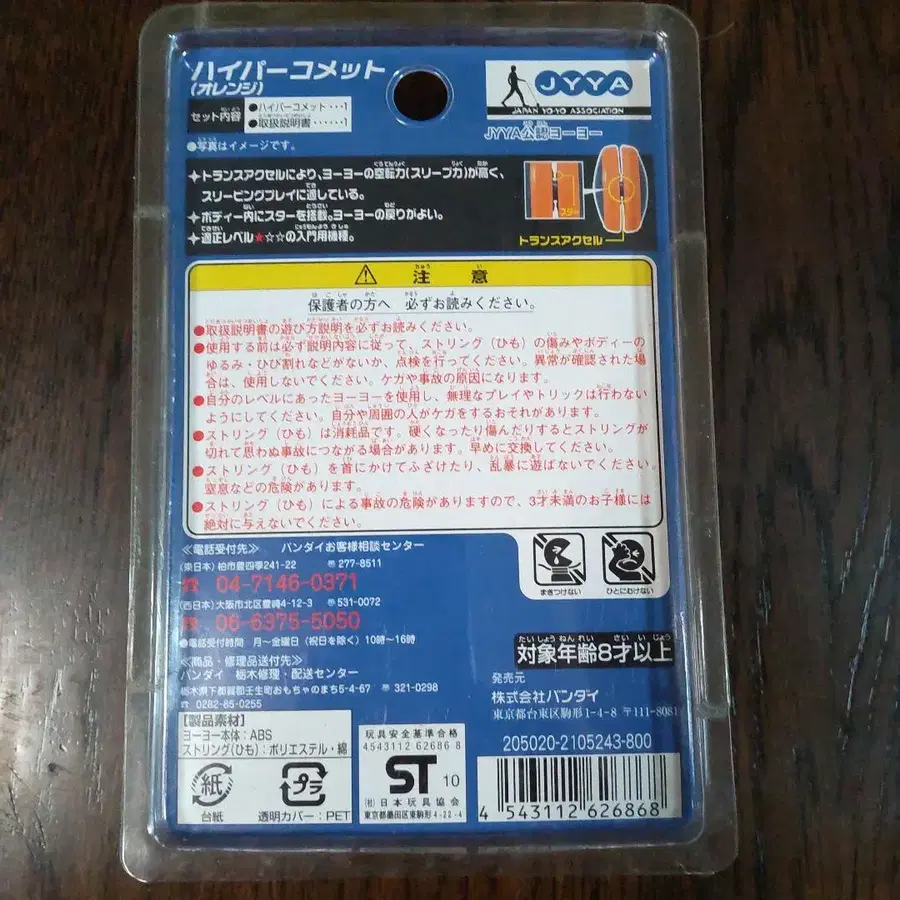 ハイパーコメット
(オレンジ)
セット内容
●ハイパーコメット・・・1
●取扱説明書・・・・・・1
●写真はイメージです。
JYYA
JAPAN YO-YO ASSOCIATION
JYYA公認ヨーヨー
トランスアクセルにより、ヨーヨーの空転力(スリープ力)が高く、
スリーピングプレイに適している。
ボディー内にスターを搭載。ヨーヨーの戻りがよい。
適正レベル★☆☆の入門用機種。
スター
トランスアクセル
⚠ 注意
保護者の方へ 必ずお読みください。
●取扱説明書の遊び方説明を必ずお読みください。
●使用する前は必ず説明内容に従って、ストリング(ひも)の傷みやボディーの
ゆるみ・ひび割れなどがないか、点検を行ってください。異常が確認された場
合は、使用しないでください。ケガや事故の原因になります。
●自分のレベルにあったヨーヨーを使用し、無理なプレイやトリックは行わない
ようにしてください。自分や周囲の人がケガをするおそれがあります。
●ストリング(ひも)は消耗品です。硬くなったり傷んだりするとストリングが
切れて思わぬ事故につながる場合があります。早めに交換してください。
●ストリング(ひも)を首にかけてふざけたり、乱暴に遊ばないでください。
窒息などの危険があります。
●ストリング(ひも)による事故の危険がありますので、3才未満のお子様には
絶対に与えないでください。
≪電話受付先≫ バンダイお客様相談センター
(東日本)柏市豊四季241-22 〠277-8511
☎ 04-7146-0371
(西日本)大阪市北区豊崎4-12-3 〠531-0072
☎ 06-6375-5050
●電話受付時間 月〜金曜日(祝日を除く)10時〜16時
≪商品・修理品送付先≫
バンダイ 栃木修理・配送センター
栃木県下都賀郡壬生町おもちゃのまち5-4-67 〠321-0298
☎ 0282-85-0255
まきつけない
ひとにむけない
対象年齢8才以上
発売元
株式会社バンダイ
東京都台東区駒形1-4-8 〒111-8081
205020-2105243-800
【製品素材】
ヨーヨー本体:ABS
ストリング(ひも):ポリエステル・綿
紙
台紙
プラ
透明カバー:PET
玩具安全基準合格
4543112 62686 8
ST 10
(社)日本玩具協会
東京都墨田区東駒形4-22-4
4 543112 626868